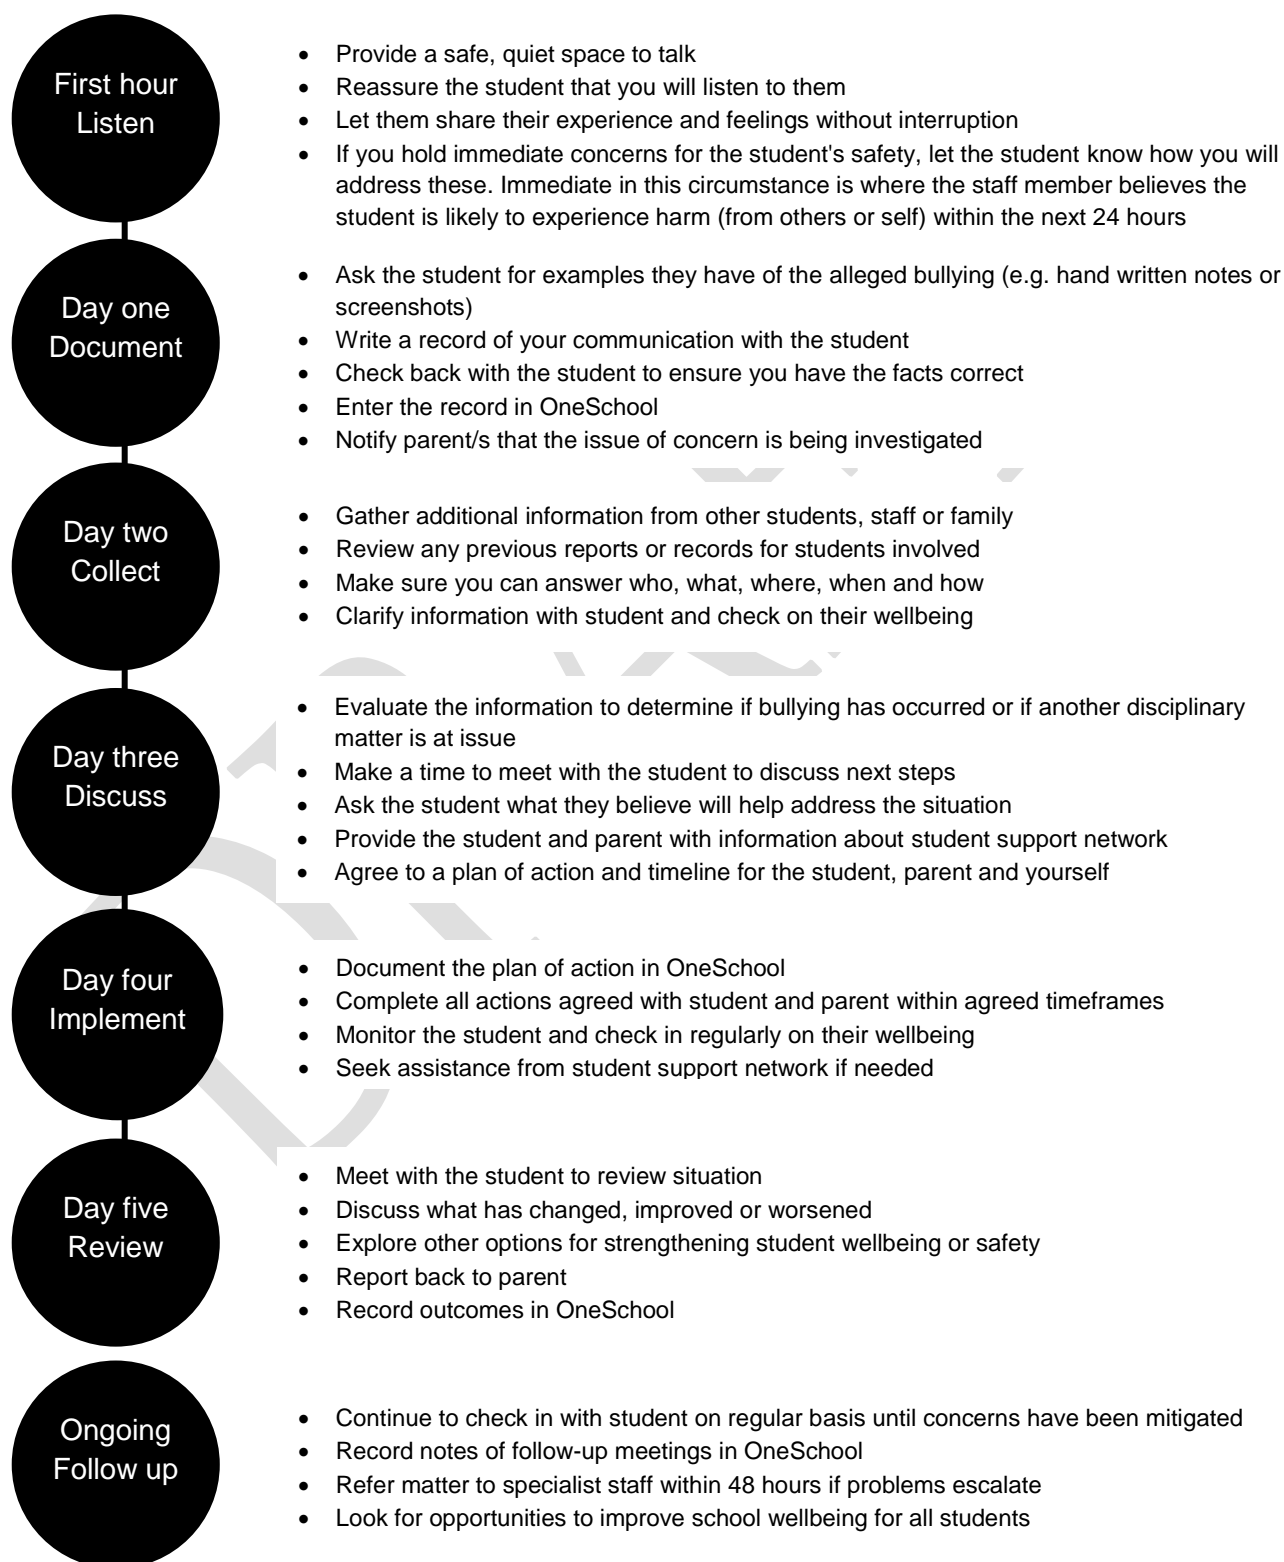 First hour
Listen
• Provide a safe, quiet space to talk
• Reassure the student that you will listen to them
• Let them share their experience and feelings without interruption
• If you hold immediate concerns for the student's safety, let the student know how you will
address these. Immediate in this circumstance is where the staff member believes the
student is likely to experience harm (from others or self) within the next 24 hours
Day one
Document
• Ask the student for examples they have of the alleged bullying (e.g. hand written notes or
screenshots)
• Write a record of your communication with the student
• Check back with the student to ensure you have the facts correct
• Enter the record in OneSchool
• Notify parent/s that the issue of concern is being investigated
Day two
Collect
• Gather additional information from other students, staff or family
• Review any previous reports or records for students involved
• Make sure you can answer who, what, where, when and how
• Clarify information with student and check on their wellbeing
Day three
Discuss
• Evaluate the information to determine if bullying has occurred or if another disciplinary
matter is at issue
• Make a time to meet with the student to discuss next steps
• Ask the student what they believe will help address the situation
• Provide the student and parent with information about student support network
• Agree to a plan of action and timeline for the student, parent and yourself
Day four
Implement
• Document the plan of action in OneSchool
• Complete all actions agreed with student and parent within agreed timeframes
• Monitor the student and check in regularly on their wellbeing
• Seek assistance from student support network if needed
Day five
Review
• Meet with the student to review situation
• Discuss what has changed, improved or worsened
• Explore other options for strengthening student wellbeing or safety
• Report back to parent
• Record outcomes in OneSchool
Ongoing
Follow up
• Continue to check in with student on regular basis until concerns have been mitigated
• Record notes of follow-up meetings in OneSchool
• Refer matter to specialist staff within 48 hours if problems escalate
• Look for opportunities to improve school wellbeing for all students